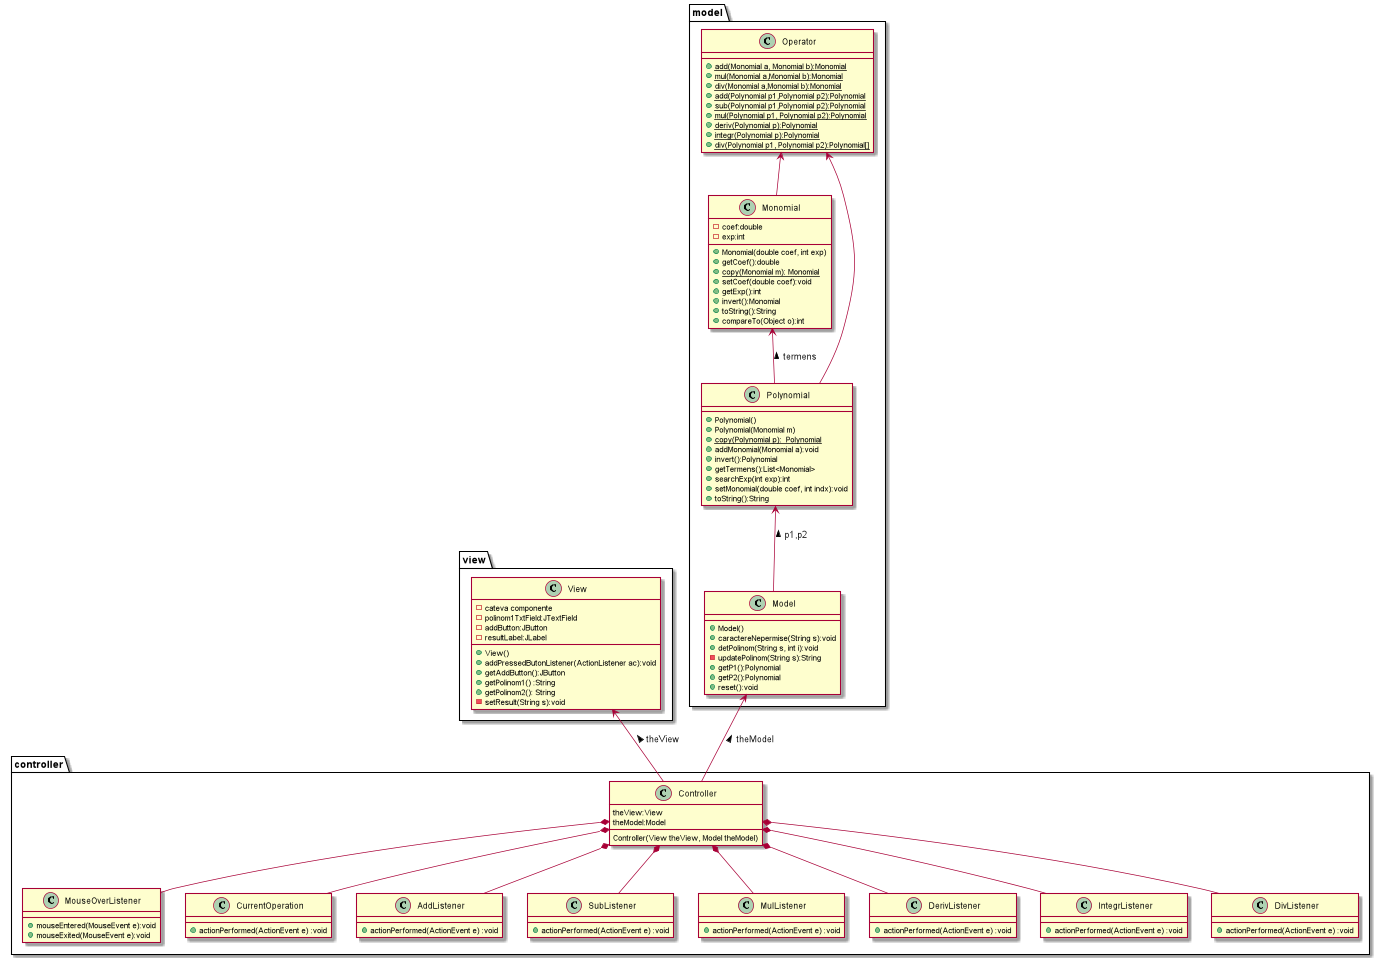 model
C Operator
add(Monomial a, Monomial b):Monomial
mul(Monomial a,Monomial b):Monomial
div(Monomial a,Monomial b):Monomial
add(Polynomial p1,Polynomial p2):Polynomial
sub(Polynomial p1,Polynomial p2):Polynomial
mul(Polynomial p1, Polynomial p2):Polynomial
deriv(Polynomial p):Polynomial
integr(Polynomial p):Polynomial
div(Polynomial p1, Polynomial p2):Polynomial[]
C Monomial
coef:double
exp:int
Monomial(double coef, int exp)
getCoef():double
copy(Monomial m): Monomial
setCoef(double coef):void
getExp():int
invert():Monomial
toString():String
compareTo(Object o):int
termens
C Polynomial
Polynomial()
Polynomial(Monomial m)
copy(Polynomial p): Polynomial
addMonomial(Monomial a):void
invert():Polynomial
getTermens():List<Monomial>
searchExp(int exp):int
setMonomial(double coef, int indx):void
toString():String
p1,p2
view
C View
cateva componente
polinom1TxtField:JTextField
addButton:JButton
resultLabel:JLabel
View()
addPressedButonListener(ActionListener ac):void
getAddButton():JButton
getPolinom1() :String
getPolinom2(): String
setResult(String s):void
C Model
Model()
caractereNepermise(String s):void
detPolinom(String s, int i):void
updatePolinom(String s):String
getP1():Polynomial
getP2():Polynomial
reset():void
theView
theModel
controller
C Controller
theView:View
theModel:Model
Controller(View theView, Model theModel)
C MouseOverListener
mouseEntered(MouseEvent e):void
mouseExited(MouseEvent e):void
C CurrentOperation
actionPerformed(ActionEvent e) :void
C AddListener
actionPerformed(ActionEvent e) :void
C SubListener
actionPerformed(ActionEvent e) :void
C MulListener
actionPerformed(ActionEvent e) :void
C DerivListener
actionPerformed(ActionEvent e) :void
C IntegrListener
actionPerformed(ActionEvent e) :void
C DivListener
actionPerformed(ActionEvent e) :void